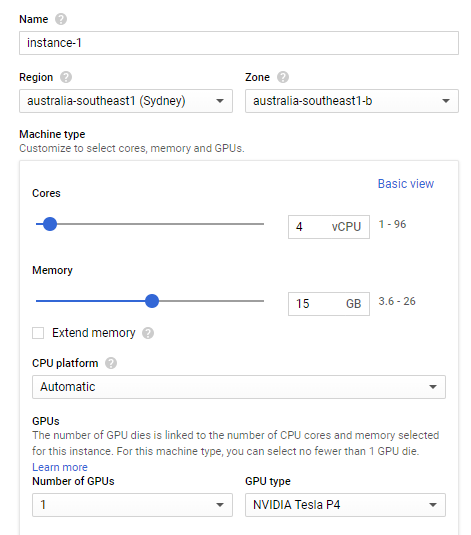 Name ?
instance-1
Region ? Zone ?
australia-southeast1 (Sydney) australia-southeast1-b
Machine type
Customize to select cores, memory and GPUs.
Basic view
Cores
4 vCPU 1 - 96
Memory
15 GB 3.6 - 26
Extend memory ?
CPU platform ?
Automatic
GPUs
The number of GPU dies is linked to the number of CPU cores and memory selected
for this instance. For this machine type, you can select no fewer than 1 GPU die.
Learn more
Number of GPUs GPU type
1 NVIDIA Tesla P4